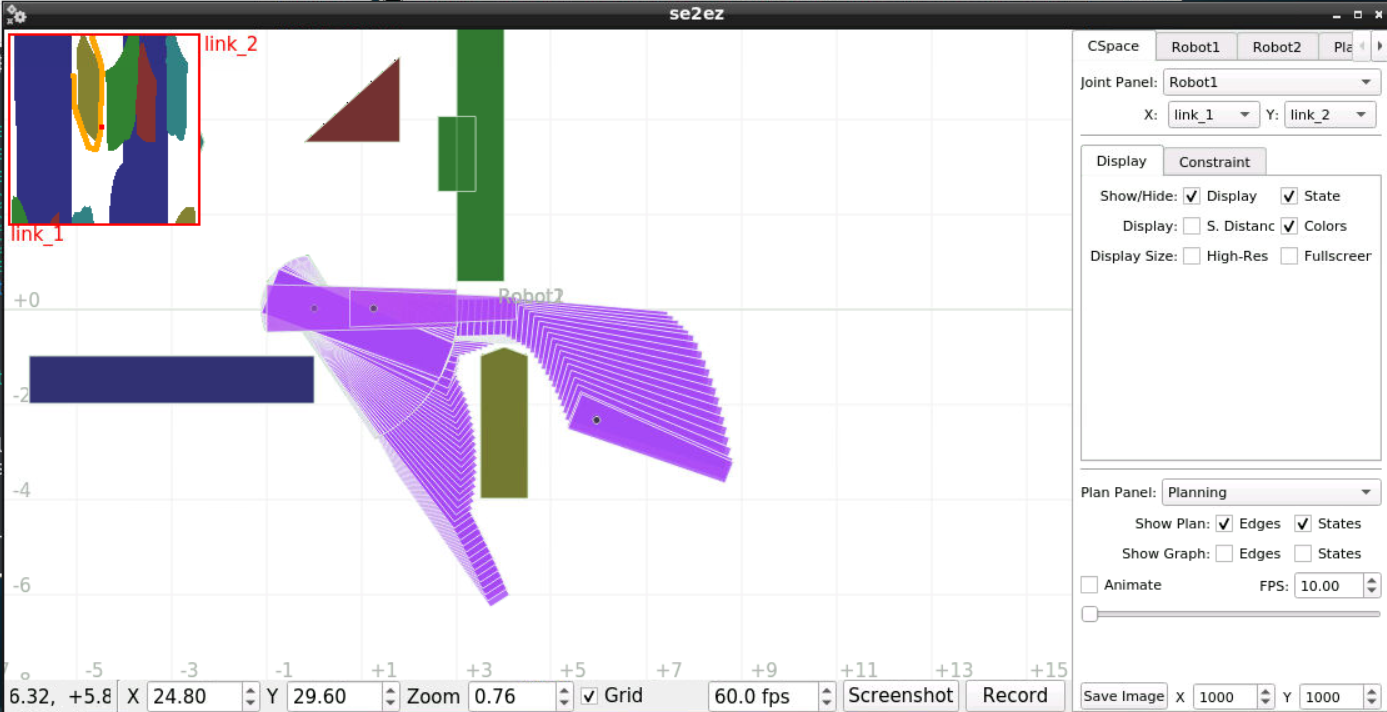 se2ez
link_2
link_1
CSpace
Robot1
Robot2
Pla
Joint Panel:
Robot1
X:
link_1
Y:
link_2
Display
Constraint
Show/Hide:
Display
State
Display:
S. Distanc
Colors
Display Size:
High-Res
Fullscreer
+0
-2
-4
-6
-5
-3
-1
+1
+3
+5
+7
+9
+11
+13
+15
Plan Panel:
Planning
Show Plan:
Edges
States
Show Graph:
Edges
States
Animate
FPS:
10.00
6.32, +5.8
X
24.80
Y
29.60
Zoom
0.76
Grid
60.0 fps
Screenshot
Record
Save Image
X
1000
Y
1000